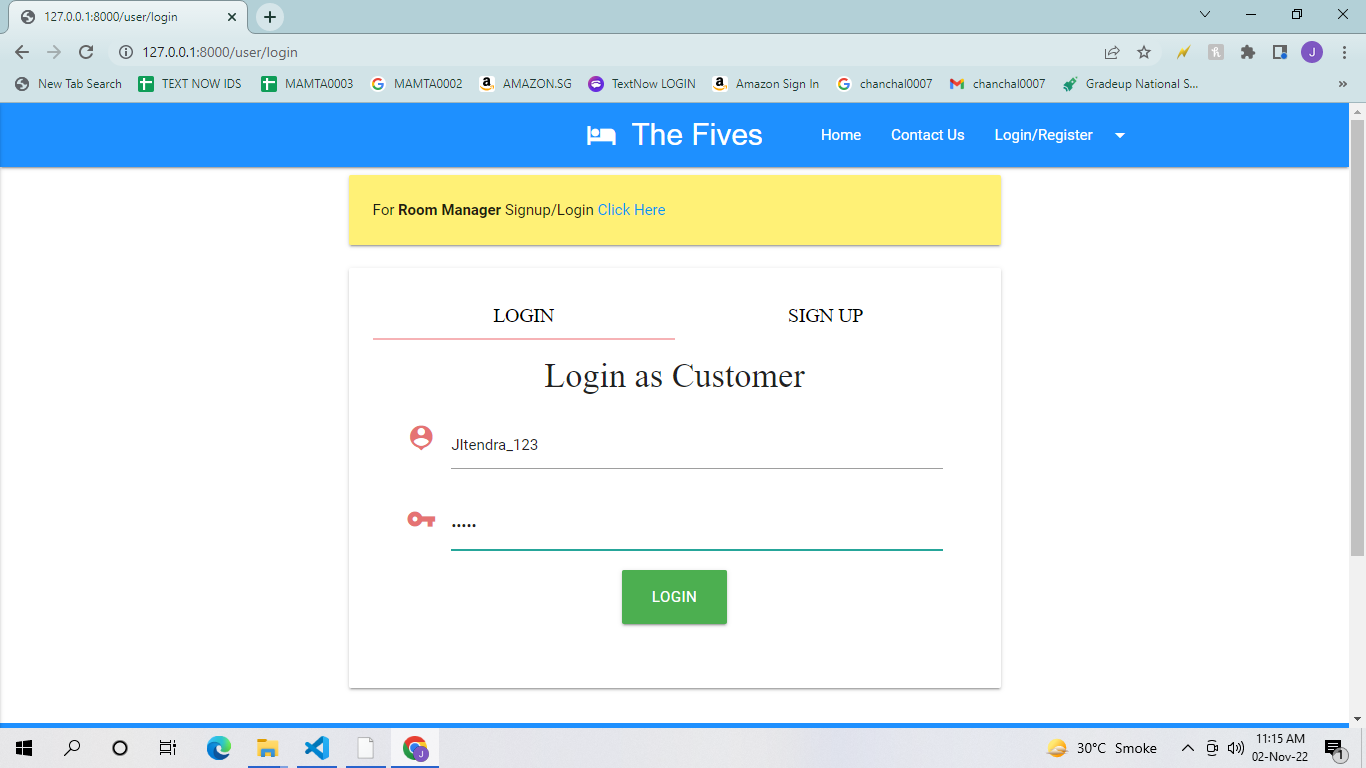 127.0.0.1:8000/user/login
127.0.0.1:8000/user/login
J
New Tab Search TEXT NOW IDS MAMTA0003 MAMTA0002 AMAZON.SG TextNow LOGIN Amazon Sign In chanchal0007 chanchal0007 Gradeup National S... »
The Fives Home Contact Us Login/Register
For Room Manager Signup/Login Click Here
LOGIN SIGN UP
Login as Customer
JItendra_123
•••••
LOGIN
30°C Smoke
11:15 AM
02-Nov-22
1